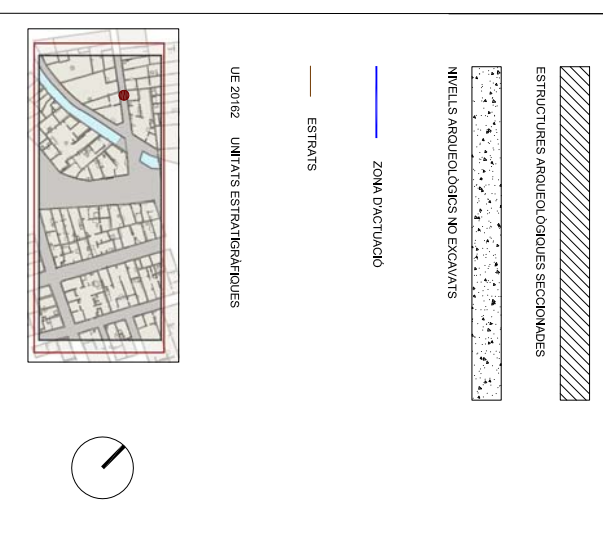 ESTRUCTURES ARQUEOLÒGIQUES SECCIONADES
NIVELLS ARQUEOLÒGICS NO EXCAVATS
ZONA D'ACTUACIÓ
ESTRATS
UE 20162 UNITATS ESTRATIGRÀFIQUES